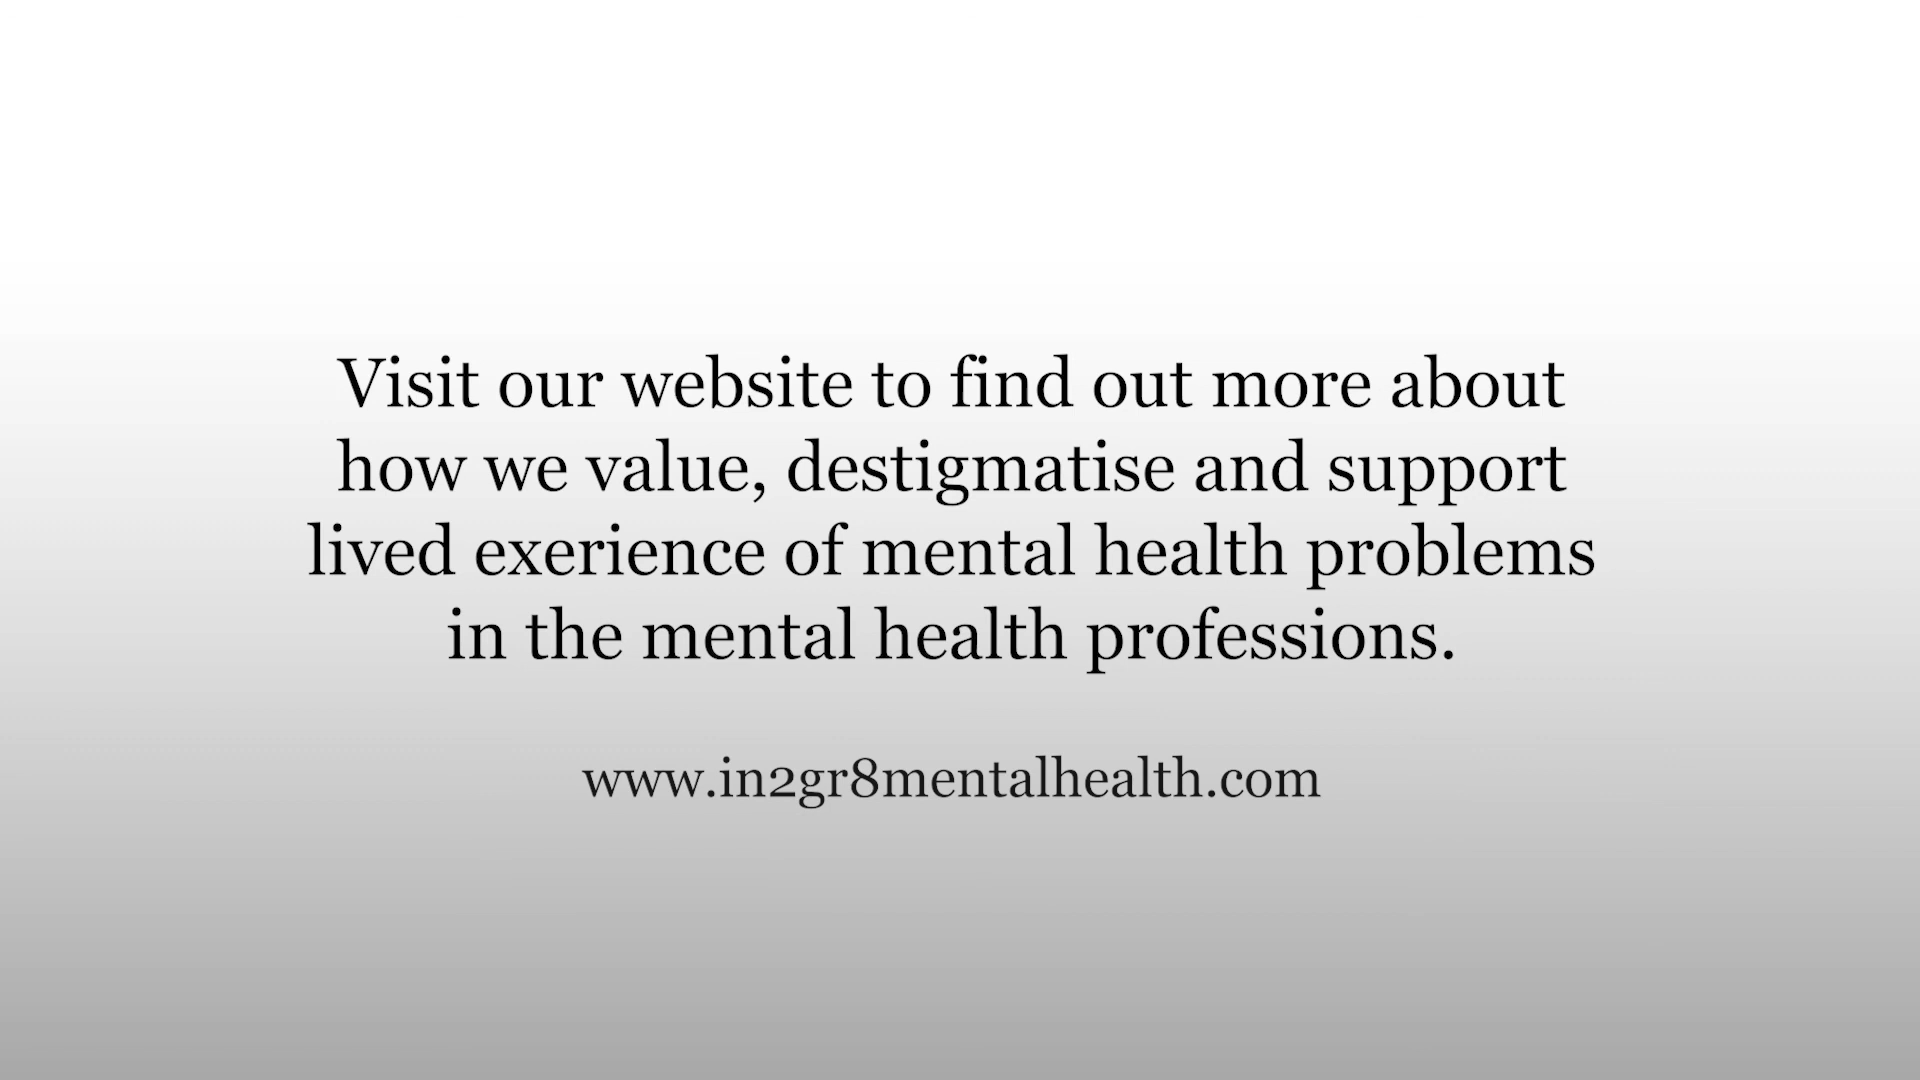 Visit our website to find out more about
how we value, destigmatise and support
lived exerience of mental health problems
in the mental health professions.
www.in2gr8mentalhealth.com